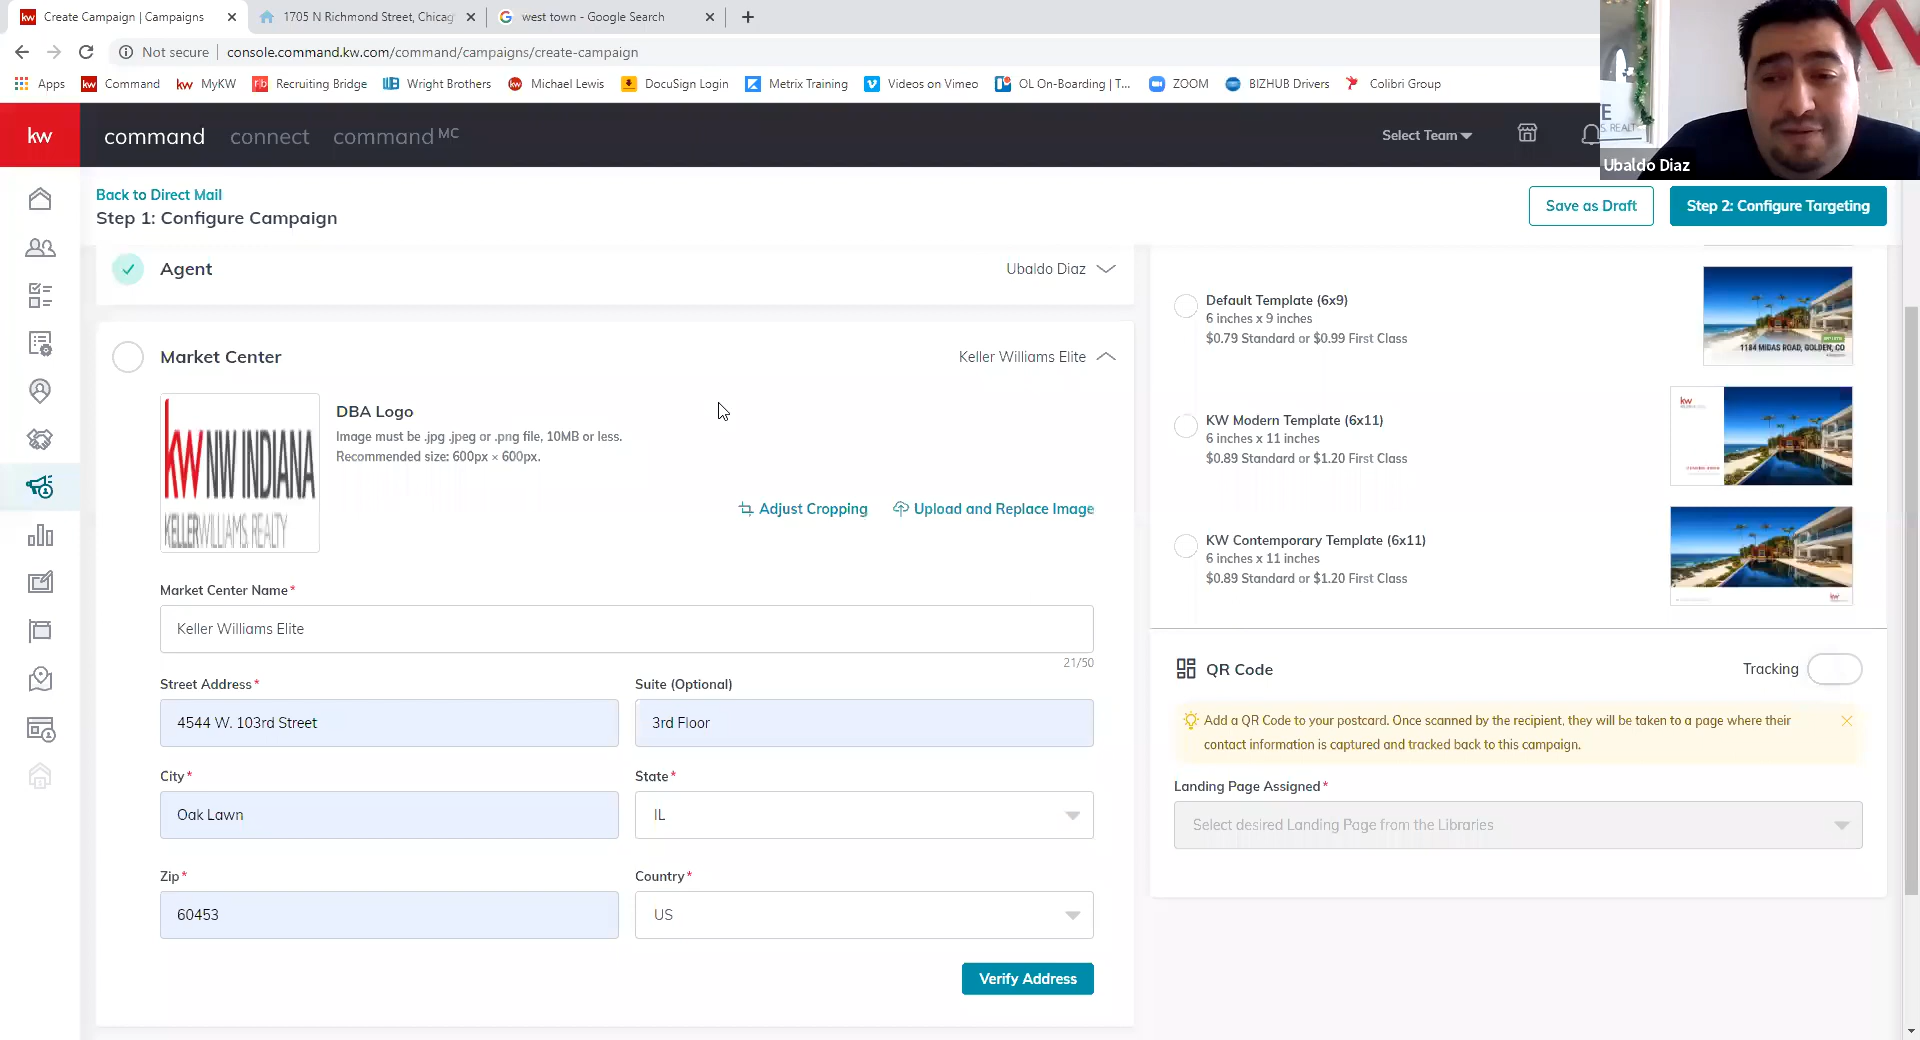 Create Campaign | Campaigns
1705 N Richmond Street, Chicag
west town - Google Search
Not secure
console.command.kw.com/command/campaigns/create-campaign
Apps
Command
MyKW
Recruiting Bridge
Wright Brothers
Michael Lewis
DocuSign Login
Metrix Training
Videos on Vimeo
OL On-Boarding | T...
ZOOM
BIZHUB Drivers
Colibri Group
kw
command
connect
command MC
Select Team
Ubaldo Diaz
Back to Direct Mail
Step 1: Configure Campaign
Save as Draft
Step 2: Configure Targeting
Agent
Ubaldo Diaz
Market Center
Keller Williams Elite
kw NW INDIANA
KELLERWILLIAMS. REALTY
DBA Logo
Image must be .jpg .jpeg or .png file, 10MB or less.
Recommended size: 600px × 600px.
Adjust Cropping
Upload and Replace Image
Market Center Name*
Keller Williams Elite
21/50
Street Address*
4544 W. 103rd Street
Suite (Optional)
3rd Floor
City*
Oak Lawn
State*
IL
Zip*
60453
Country*
US
Verify Address
Default Template (6x9)
6 inches x 9 inches
$0.79 Standard or $0.99 First Class
1184 MIDAS ROAD, GOLDEN, CO
KW Modern Template (6x11)
6 inches x 11 inches
$0.89 Standard or $1.20 First Class
kw
KW Contemporary Template (6x11)
6 inches x 11 inches
$0.89 Standard or $1.20 First Class
kw
QR Code
Tracking
Add a QR Code to your postcard. Once scanned by the recipient, they will be taken to a page where their
contact information is captured and tracked back to this campaign.
Landing Page Assigned*
Select desired Landing Page from the Libraries